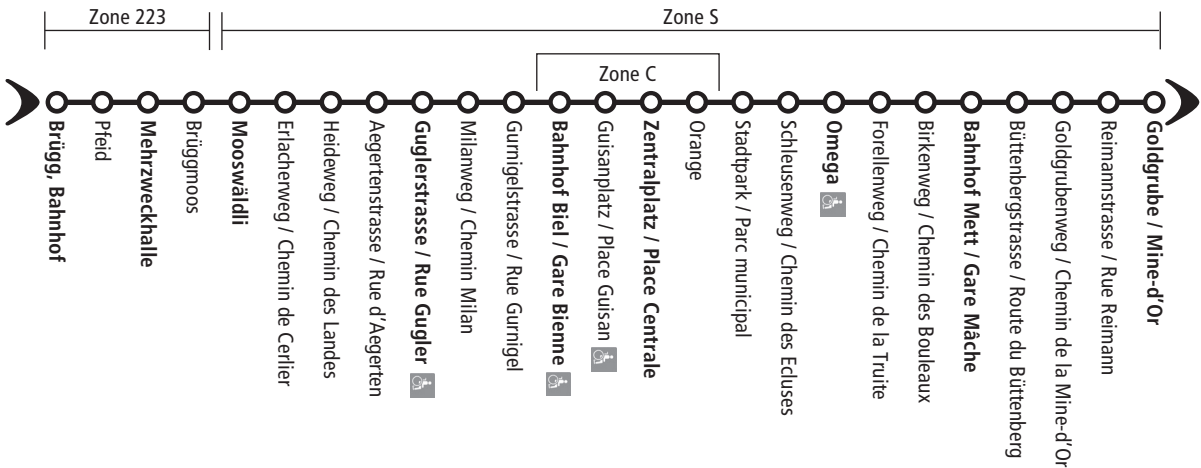 Zone 223
Zone S
Zone C
Brügg, Bahnhof
Pfeid
Mehrzweckhalle
Brüggmoos
Mooswäldli
Erlacherweg / Chemin de Cerlier
Heideweg / Chemin des Landes
Aegertenstrasse / Rue d’Aegerten
Guglerstrasse / Rue Gugler
Milanweg / Chemin Milan
Gurnigelstrasse / Rue Gurnigel
Bahnhof Biel / Gare Bienne
Guisanplatz / Place Guisan
Zentralplatz / Place Centrale
Orange
Stadtpark / Parc municipal
Schleusenweg / Chemin des Ecluses
Omega
Forellenweg / Chemin de la Truite
Birkenweg / Chemin des Bouleaux
Bahnhof Mett / Gare Mâche
Büttenbergstrasse / Route du Büttenberg
Goldgrubenweg / Chemin de la Mine-d’Or
Reimannstrasse / Rue Reimann
Goldgrube / Mine-d’Or